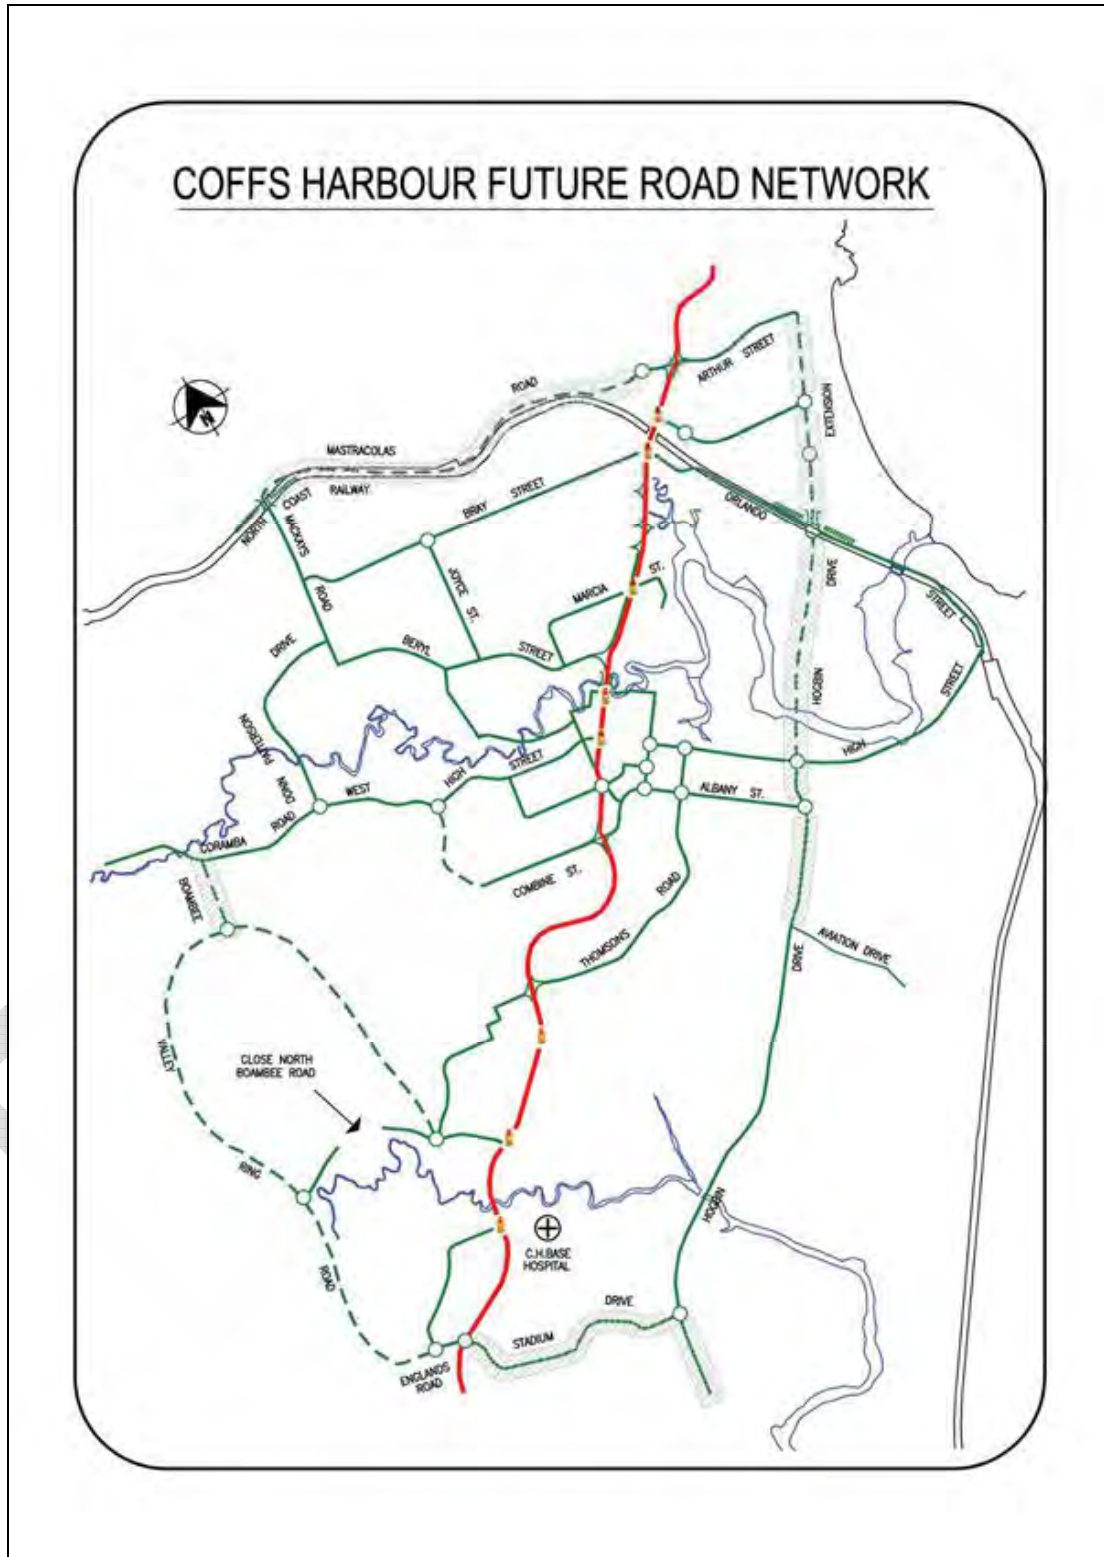 COFFS HARBOUR FUTURE ROAD NETWORK
ARTHUR STREET
ROAD
EXTENSION
N
MASTRACOLAS
NORTH COAST RAILWAY
BRAY STREET
ORLANDO
MACKAYS
ROAD
JOYCE ST.
MARCIA ST.
DRIVE
STREET
DRIVE
BERYL STREET
HOGBIN
STREET
HIGH
PATTERSON
DONN
WEST HIGH STREET
ALBANY ST.
ROAD
CORAMBA
COMBINE ST.
BOAMBEE
ROAD
THOMSONS
AVIATION DRIVE
DRIVE
VALLEY
CLOSE NORTH
BOAMBEE ROAD
RING
HOGBIN
C.H.BASE
HOSPITAL
ROAD
DRIVE
STADIUM
ENGLANDS
ROAD